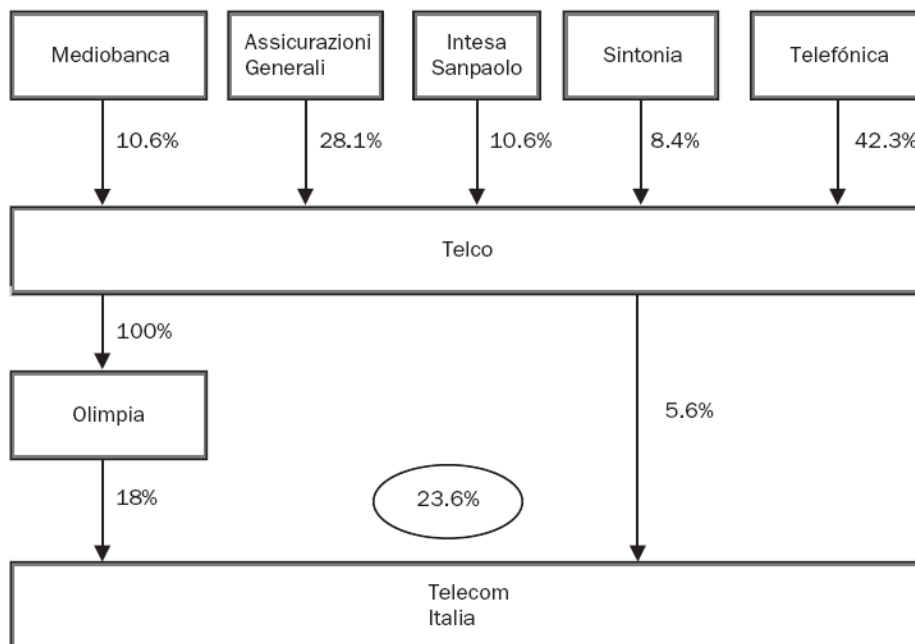 Mediobanca
Assicurazioni
Generali
Intesa
Sanpaolo
Sintonia
Telefónica
10.6%
28.1%
10.6%
8.4%
42.3%
Telco
100%
Olimpia
5.6%
18%
23.6%
Telecom
Italia